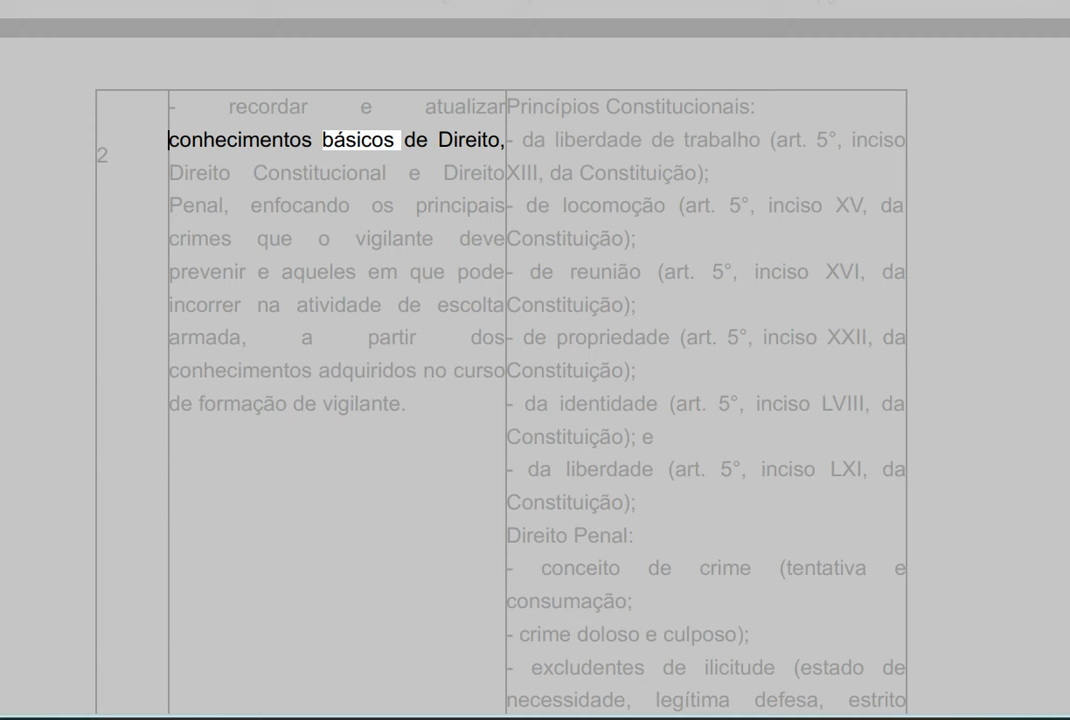 2
- recordar e atualizar
conhecimentos básicos de Direito,
Direito Constitucional e Direito
Penal, enfocando os principais
crimes que o vigilante deve
prevenir e aqueles em que pode
incorrer na atividade de escolta
armada, a partir dos
conhecimentos adquiridos no curso
de formação de vigilante.
Princípios Constitucionais:
- da liberdade de trabalho (art. 5°, inciso
XIII, da Constituição);
- de locomoção (art. 5°, inciso XV, da
Constituição);
- de reunião (art. 5°, inciso XVI, da
Constituição);
- de propriedade (art. 5°, inciso XXII, da
Constituição);
- da identidade (art. 5°, inciso LVIII, da
Constituição); e
- da liberdade (art. 5°, inciso LXI, da
Constituição);
Direito Penal:
- conceito de crime (tentativa e
consumação;
- crime doloso e culposo);
- excludentes de ilicitude (estado de
necessidade, legítima defesa, estrito